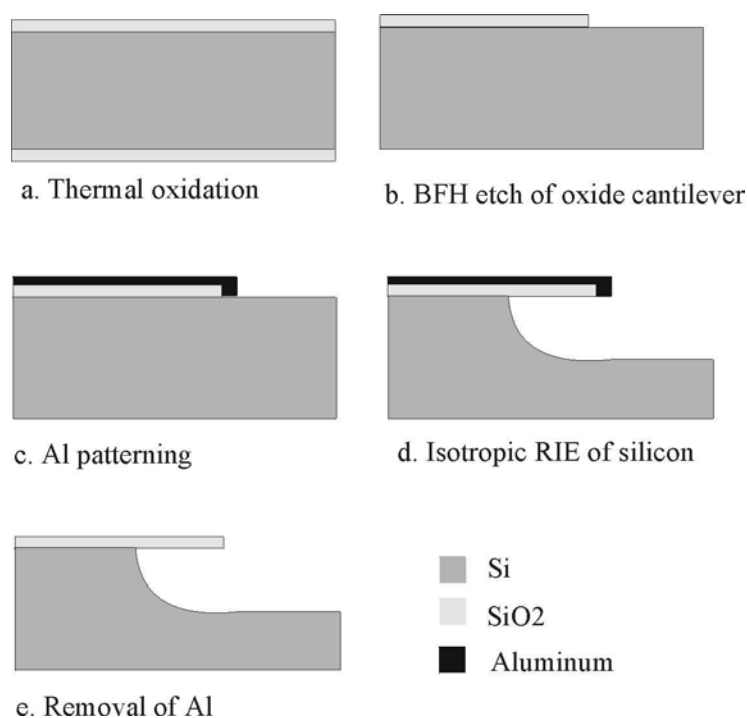 a. Thermal oxidation
b. BFH etch of oxide cantilever
c. Al patterning
d. Isotropic RIE of silicon
e. Removal of Al
Si
SiO2
Aluminum